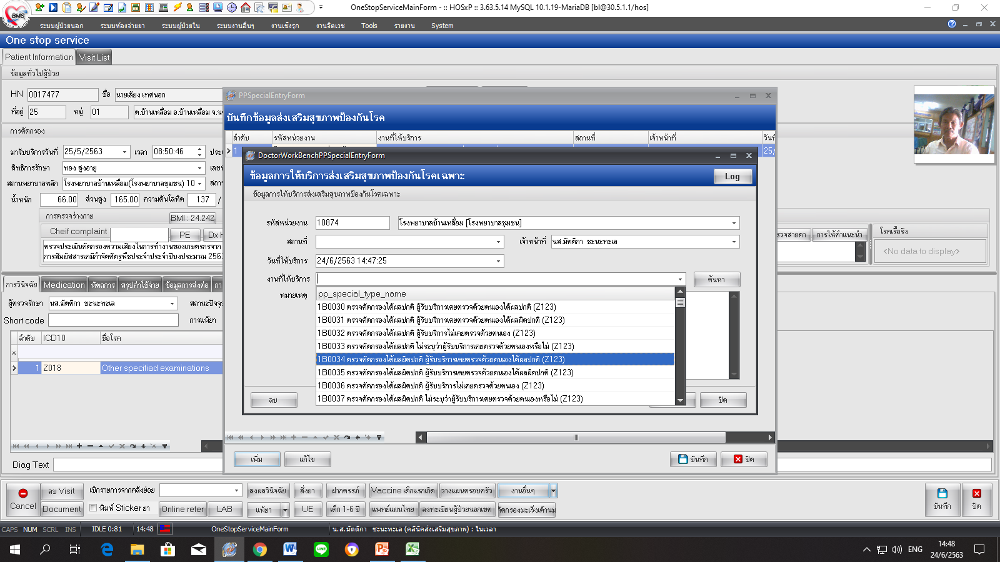 OneStopServiceMainForm - :: HOSxP :: 3.63.5.14 MySQL 10.1.19-MariaDB [bl@30.5.1.1/hos]
BMS
ระบบผู้ป่วยนอก ระบบห้องจ่ายยา ระบบผู้ป่วยใน ระบบงานอื่นๆ งานเชิงรุก งานจิตเวช Tools รายงาน System
One stop service
Patient Information Visit List
ข้อมูลทั่วไปผู้ป่วย
HN 0017477 ชื่อ นายเลียง เทศนอก
ที่อยู่ 25 หมู่ 01 ต.บ้านเหลื่อม อ.บ้านเหลื่อม จ.น
การคัดกรอง
มารับบริการวันที่ 25/5/2563 เวลา 08:50:46
สิทธิการรักษา ทอง สูงอายุ
สถานพยาบาลหลัก โรงพยาบาลบ้านเหลื่อม(โรงพยาบาลชุมชน) 10
น้ำหนัก 66.00 ส่วนสูง 165.00 ความดันโลหิต 137 /
การตรวจร่างกาย BMI : 24.242
Cheif complaint PE Dx H
ตรวจประเมินคัดกรองความเสี่ยงในการทำงานของเกษตรกรจาก
การสัมผัสสารเคมีกำจัดศัตรูพืชประจำประจำปีงบประมาณ 2563
PPSpecialEntryForm
บันทึกข้อมูลส่งเสริมสุขภาพป้องกันโรค
ลำดับ รหัสหน่วยงาน งานที่ให้บริการ สถานที่ เจ้าหน้าที่ วันที่
1 25/
DoctorWorkBenchPPSpecialEntryForm
ข้อมูลการให้บริการส่งเสริมสุขภาพป้องกันโรคเฉพาะ Log
ข้อมูลการให้บริการส่งเสริมสุขภาพป้องกันโรคเฉพาะ
รหัสหน่วยงาน 10874 โรงพยาบาลบ้านเหลื่อม [โรงพยาบาลชุมชน]
สถานที่ เจ้าหน้าที่ นส.มัตติกา ชะนะทะเล
วันที่ให้บริการ 24/6/2563 14:47:25
งานที่ให้บริการ ค้นหา
หมายเหตุ pp_special_type_name
1B0030 ตรวจคัดกรองได้ผลปกติ ผู้รับบริการเคยตรวจด้วยตนเองได้ผลปกติ (Z123)
1B0031 ตรวจคัดกรองได้ผลปกติ ผู้รับบริการเคยตรวจด้วยตนเองได้ผลผิดปกติ (Z123)
1B0032 ตรวจคัดกรองได้ผลปกติ ผู้รับบริการไม่เคยตรวจด้วยตนเอง (Z123)
1B0033 ตรวจคัดกรองได้ผลปกติ ไม่ระบุว่าผู้รับบริการเคยตรวจด้วยตนเองหรือไม่ (Z123)
1B0034 ตรวจคัดกรองได้ผลผิดปกติ ผู้รับบริการเคยตรวจด้วยตนเองได้ผลปกติ (Z123)
1B0035 ตรวจคัดกรองได้ผลผิดปกติ ผู้รับบริการเคยตรวจด้วยตนเองได้ผลผิดปกติ (Z123)
1B0036 ตรวจคัดกรองได้ผลผิดปกติ ผู้รับบริการไม่เคยตรวจด้วยตนเอง (Z123)
1B0037 ตรวจคัดกรองได้ผลผิดปกติ ไม่ระบุว่าผู้รับบริการเคยตรวจด้วยตนเองหรือไม่ (Z123)
ลบ ปิด
เพิ่ม แก้ไข บันทึก ปิด
การให้คำแนะนำ โรคเรื้อรัง
<No data to display>
การวินิจฉัย Medication หัตถการ สรุปค่าใช้จ่าย ข้อมูลการส่งต่อ กา
ผู้ตรวจรักษา นส.มัตติกา ชะนะทะเล สถานะปัจจุ
Short code การแพ้ยา
ลำดับ ICD10 ชื่อโรค
1 Z018 Other specifiad examinations
Diag Text
Cancel ลบ Visit เบิกรายการจากคลังย่อย ลงผลวินิจฉัย สั่งยา ฝากครรภ์ Vaccine เด็กแรกเกิด วางแผนครอบครัว งานอื่นๆ บันทึก ปิด
Document พิมพ์ Sticker ยา Online refer LAB แพ้ยา UE เด็ก 1-6 ปี แพทย์แผนไทย ลงทะเบียนผู้ป่วยนอกเขต คัดกรองมะเร็งเต้านม
CAPS NUM SCRL INS IDLE 0:81 14:48 OneStopServiceMainForm น.ส.มัตติกา ชะนะทะเล (คลินิคส่งเสริมสุขภาพ) : ในเวลา
ENG 14:48
24/6/2563